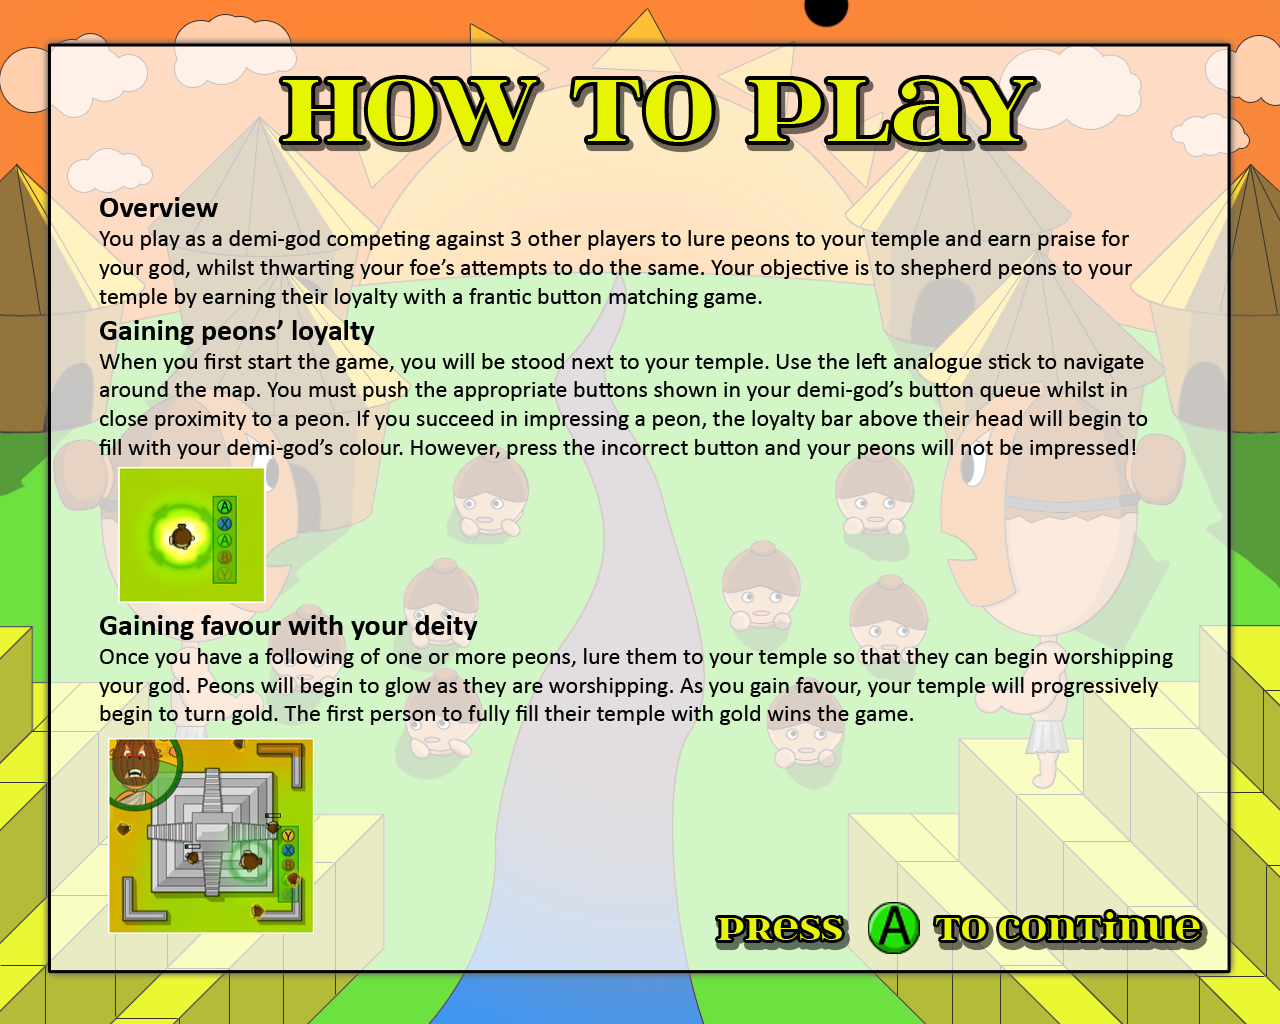 HOW TO PLaY
Overview
You play as a demi-god competing against 3 other players to lure peons to your temple and earn praise for
your god, whilst thwarting your foe’s attempts to do the same. Your objective is to shepherd peons to your
temple by earning their loyalty with a frantic button matching game.
Gaining peons’ loyalty
When you first start the game, you will be stood next to your temple. Use the left analogue stick to navigate
around the map. You must push the appropriate buttons shown in your demi-god’s button queue whilst in
close proximity to a peon. If you succeed in impressing a peon, the loyalty bar above their head will begin to
fill with your demi-god’s colour. However, press the incorrect button and your peons will not be impressed!
A
X
A
B
Y
Gaining favour with your deity
Once you have a following of one or more peons, lure them to your temple so that they can begin worshipping
your god. Peons will begin to glow as they are worshipping. As you gain favour, your temple will progressively
begin to turn gold. The first person to fully fill their temple with gold wins the game.
Y
X
B
PRess A TO conTinue